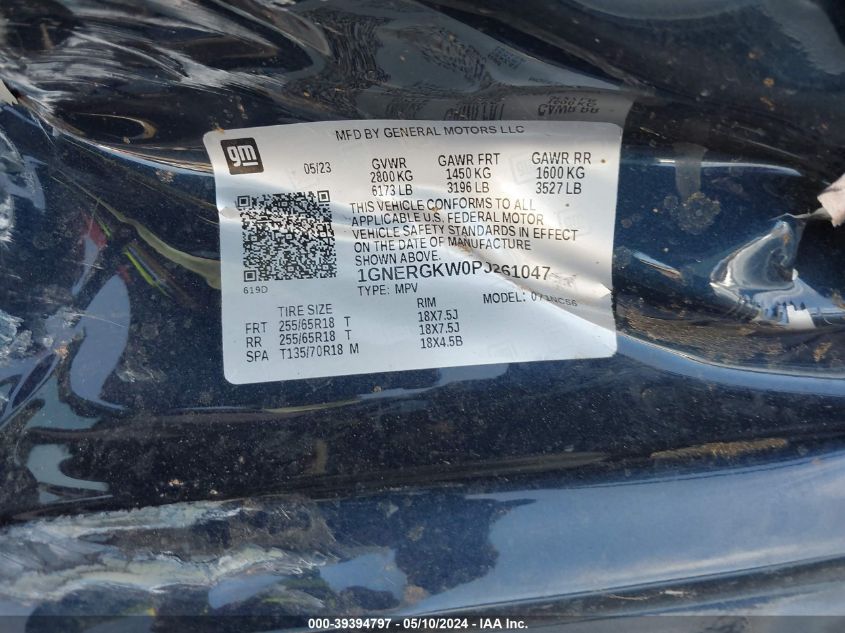 MFD BY GENERAL MOTORS LLC
gm
05/23
GVWR GAWR FRT GAWR RR
2800 KG 1450 KG 1600 KG
6173 LB 3196 LB 3527 LB
THIS VEHICLE CONFORMS TO ALL
APPLICABLE U.S. FEDERAL MOTOR
VEHICLE SAFETY STANDARDS IN EFFECT
ON THE DATE OF MANUFACTURE
SHOWN ABOVE.
1GNERGKW0PJ261047
619D
TYPE: MPV MODEL:
TIRE SIZE RIM
FRT 255/65R18 T 18X7.5J
RR 255/65R18 T 18X7.5J
SPA T135/70R18 M 18X4.5B
000-39394797 - 05/10/2024 - IAA, Inc.